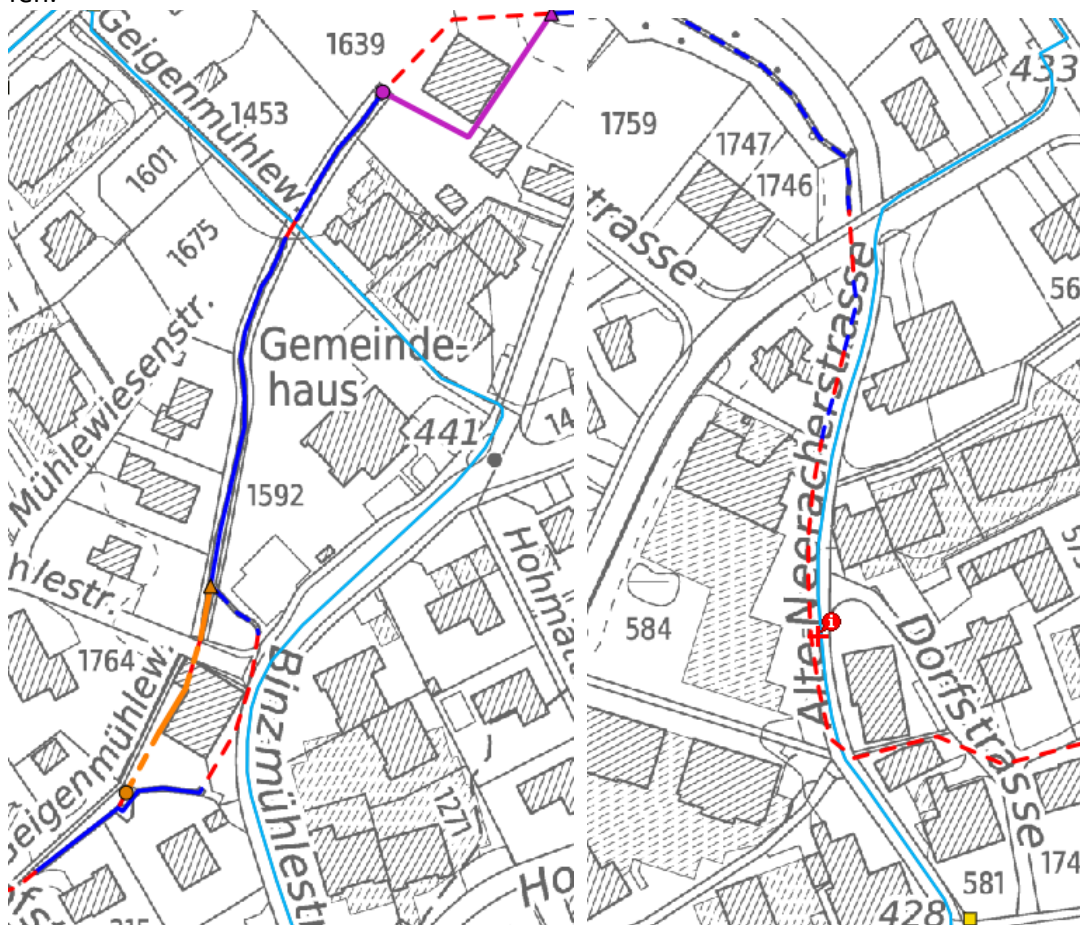 Geigenmühlew.
1639
1453
1601
1675
Mühlewiesenstr.
Gemeinde-
haus
441
14
1592
Hohmat
hlestr.
1764
Geigenmühlew.
Binzmühlestr
1271
Ho
433
1759
1747
1746
trasse
56
Alte Neeracherstrasse
584
i
Dorfstrasse
581
174
428